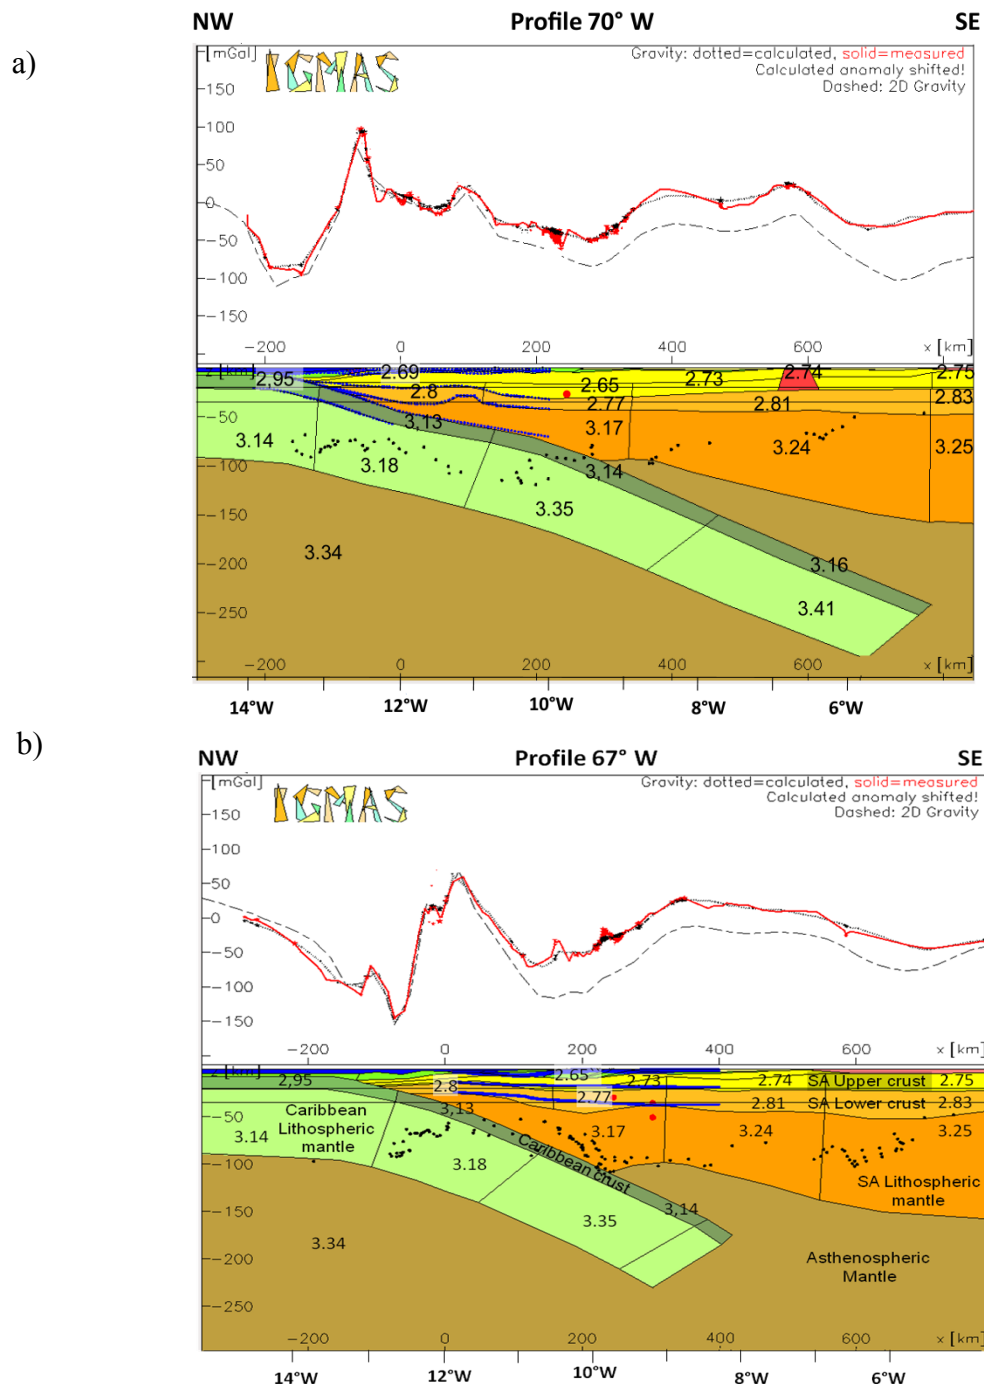 a)
NW Profile 70° W SE
[mGal]
IGMAS
Gravity: dotted=calculated, solid=measured
Calculated anomaly shifted!
Dashed: 2D Gravity
150
100
50
0
−50
−100
−150
−200 0 200 400 600 x [km]
z [km]
2,95 2.69 2.8 2.65 2.73 2.74 2.75
2.77 2.81 2.83
−50
3.13 3.17 3.24 3.25
3.14 3.18 3,14
−100
3.35
−150
3.34 3.16
−200
3.41
−250
−200 0 200 400 600 x [km]
14°W 12°W 10°W 8°W 6°W
b)
NW Profile 67° W SE
[mGal]
IGMAS
Gravity: dotted=calculated, solid=measured
Calculated anomaly shifted!
Dashed: 2D Gravity
150
100
50
0
−50
−100
−150
−200 0 200 400 600 x [km]
2,95 2.8 2.65 2.73 2.74 SA Upper crust 2.75
2.77 2.81 SA Lower crust 2.83
−50
Caribbean
Lithospheric
mantle
3,13 3.17 3.24 3.25
3.14 3.18
Caribbean crust
SA Lithospheric
mantle
−100
3.35 3,14
−150
3.34
−200
Asthenospheric
Mantle
−250
−200 0 200 400 600 x [km]
14°W 12°W 10°W 8°W 6°W